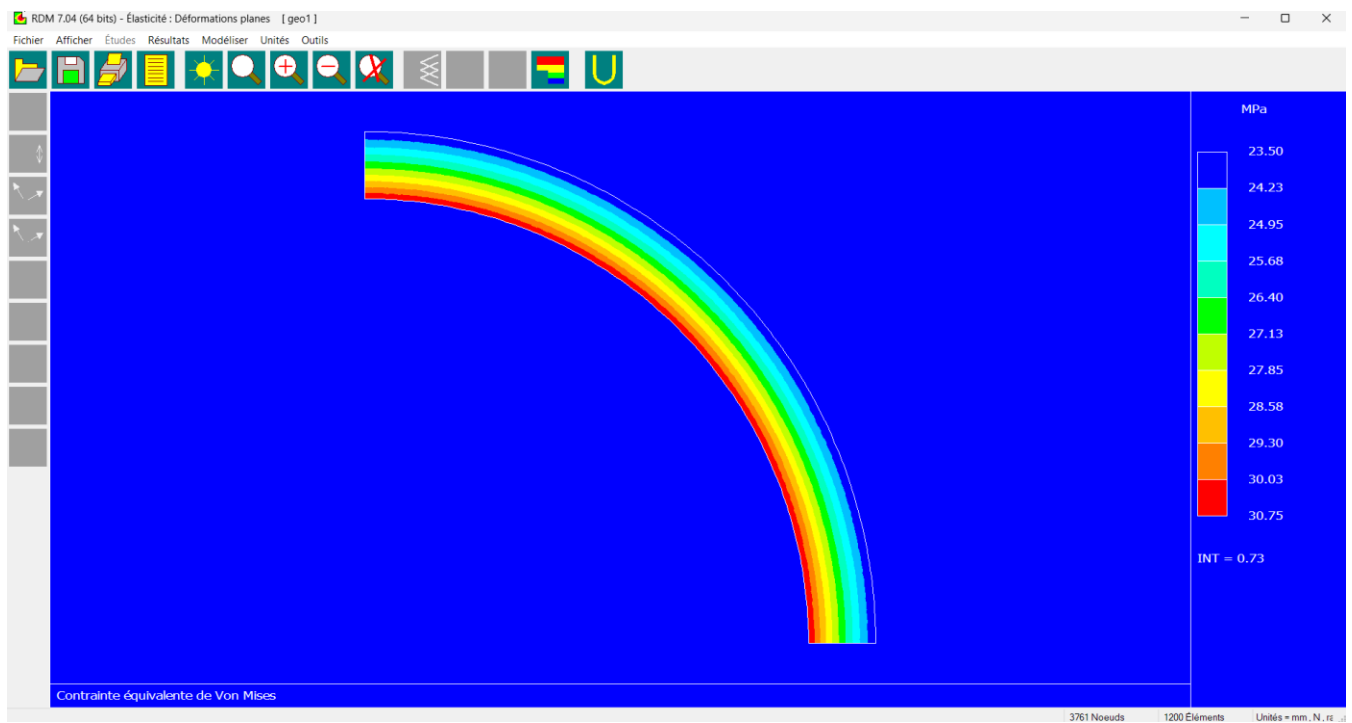 RDM 7.04 (64 bits) - Élasticité : Déformations planes [ geo1 ]
Fichier Afficher Études Résultats Modéliser Unités Outils
MPa
23.50
24.23
24.95
25.68
26.40
27.13
27.85
28.58
29.30
30.03
30.75
INT = 0.73
Contrainte équivalente de Von Mises
3761 Noeuds 1200 Éléments Unités = mm , N ,